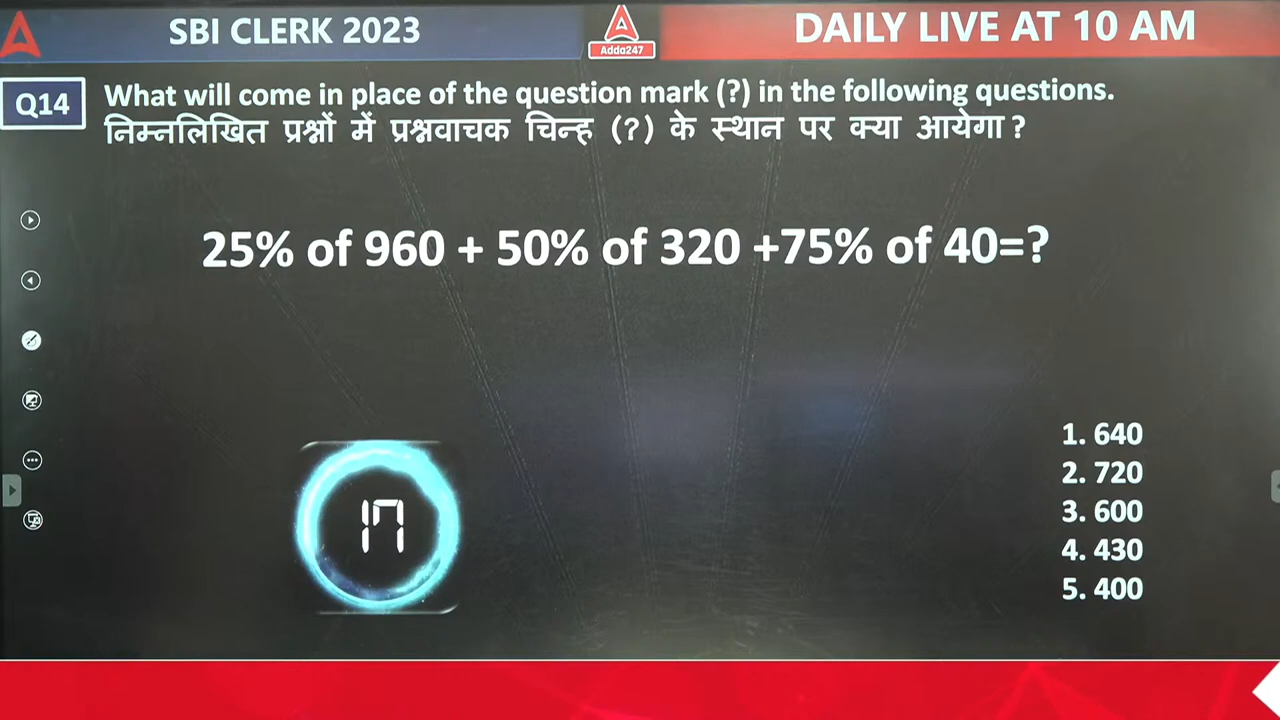 SBI CLERK 2023
Adda247
DAILY LIVE AT 10 AM
Q14
What will come in place of the question mark (?) in the following questions.
निम्नलिखित प्रश्नों में प्रश्नवाचक चिन्ह (?) के स्थान पर क्या आयेगा ?
25% of 960 + 50% of 320 +75% of 40=?
17
1. 640
2. 720
3. 600
4. 430
5. 400